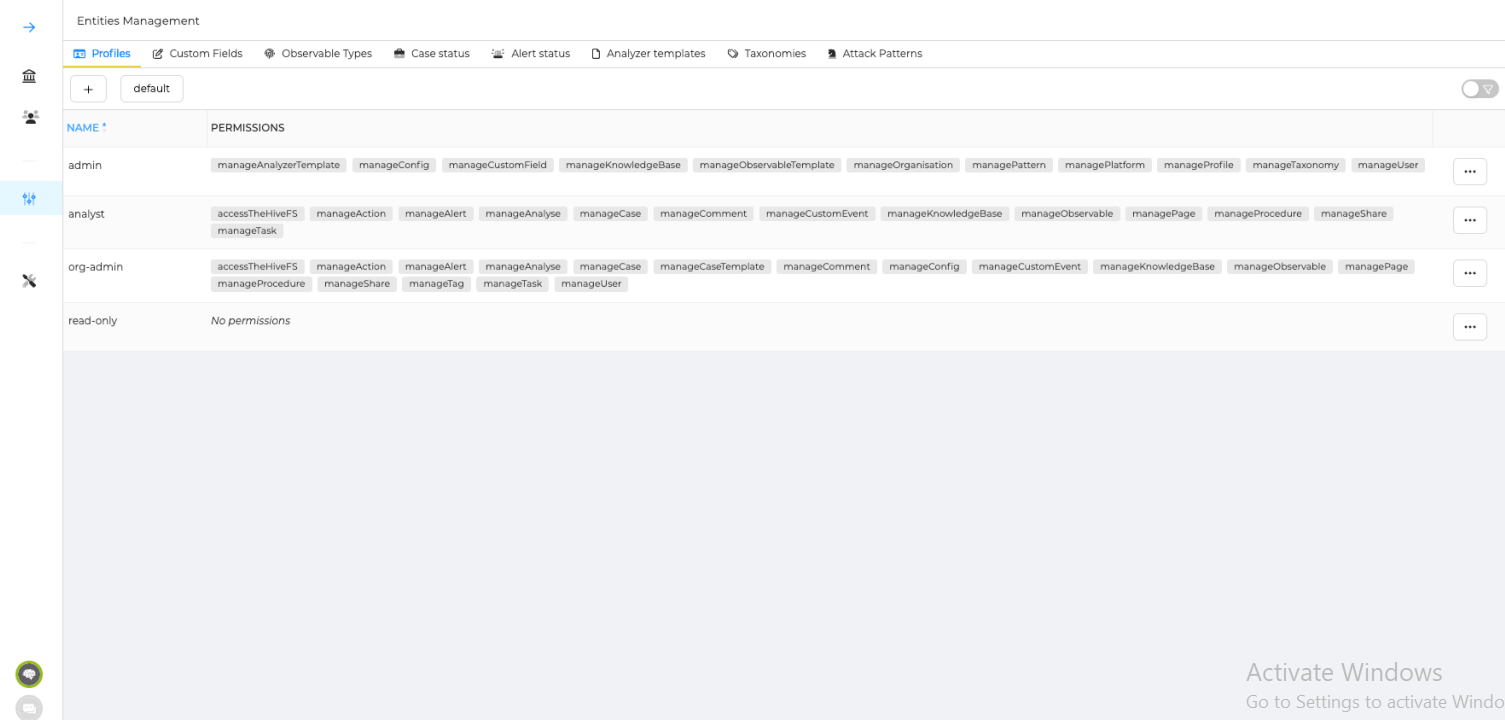 Entities Management
Profiles Custom Fields Observable Types Case status Alert status Analyzer templates Taxonomies Attack Patterns
+ default
NAME PERMISSIONS
admin manageAnalyzerTemplate manageConfig manageCustomField manageKnowledgeBase manageObservableTemplate manageOrganisation managePattern managePlatform manageProfile manageTaxonomy manageUser
analyst accessTheHiveFS manageAction manageAlert manageAnalyse manageCase manageComment manageCustomEvent manageKnowledgeBase manageObservable managePage manageProcedure manageShare
manageTask
org-admin accessTheHiveFS manageAction manageAlert manageAnalyse manageCase manageCaseTemplate manageComment manageConfig manageCustomEvent manageKnowledgeBase manageObservable managePage
manageProcedure manageShare manageTag manageTask manageUser
read-only No permissions
Activate Windows
Go to Settings to activate Windo